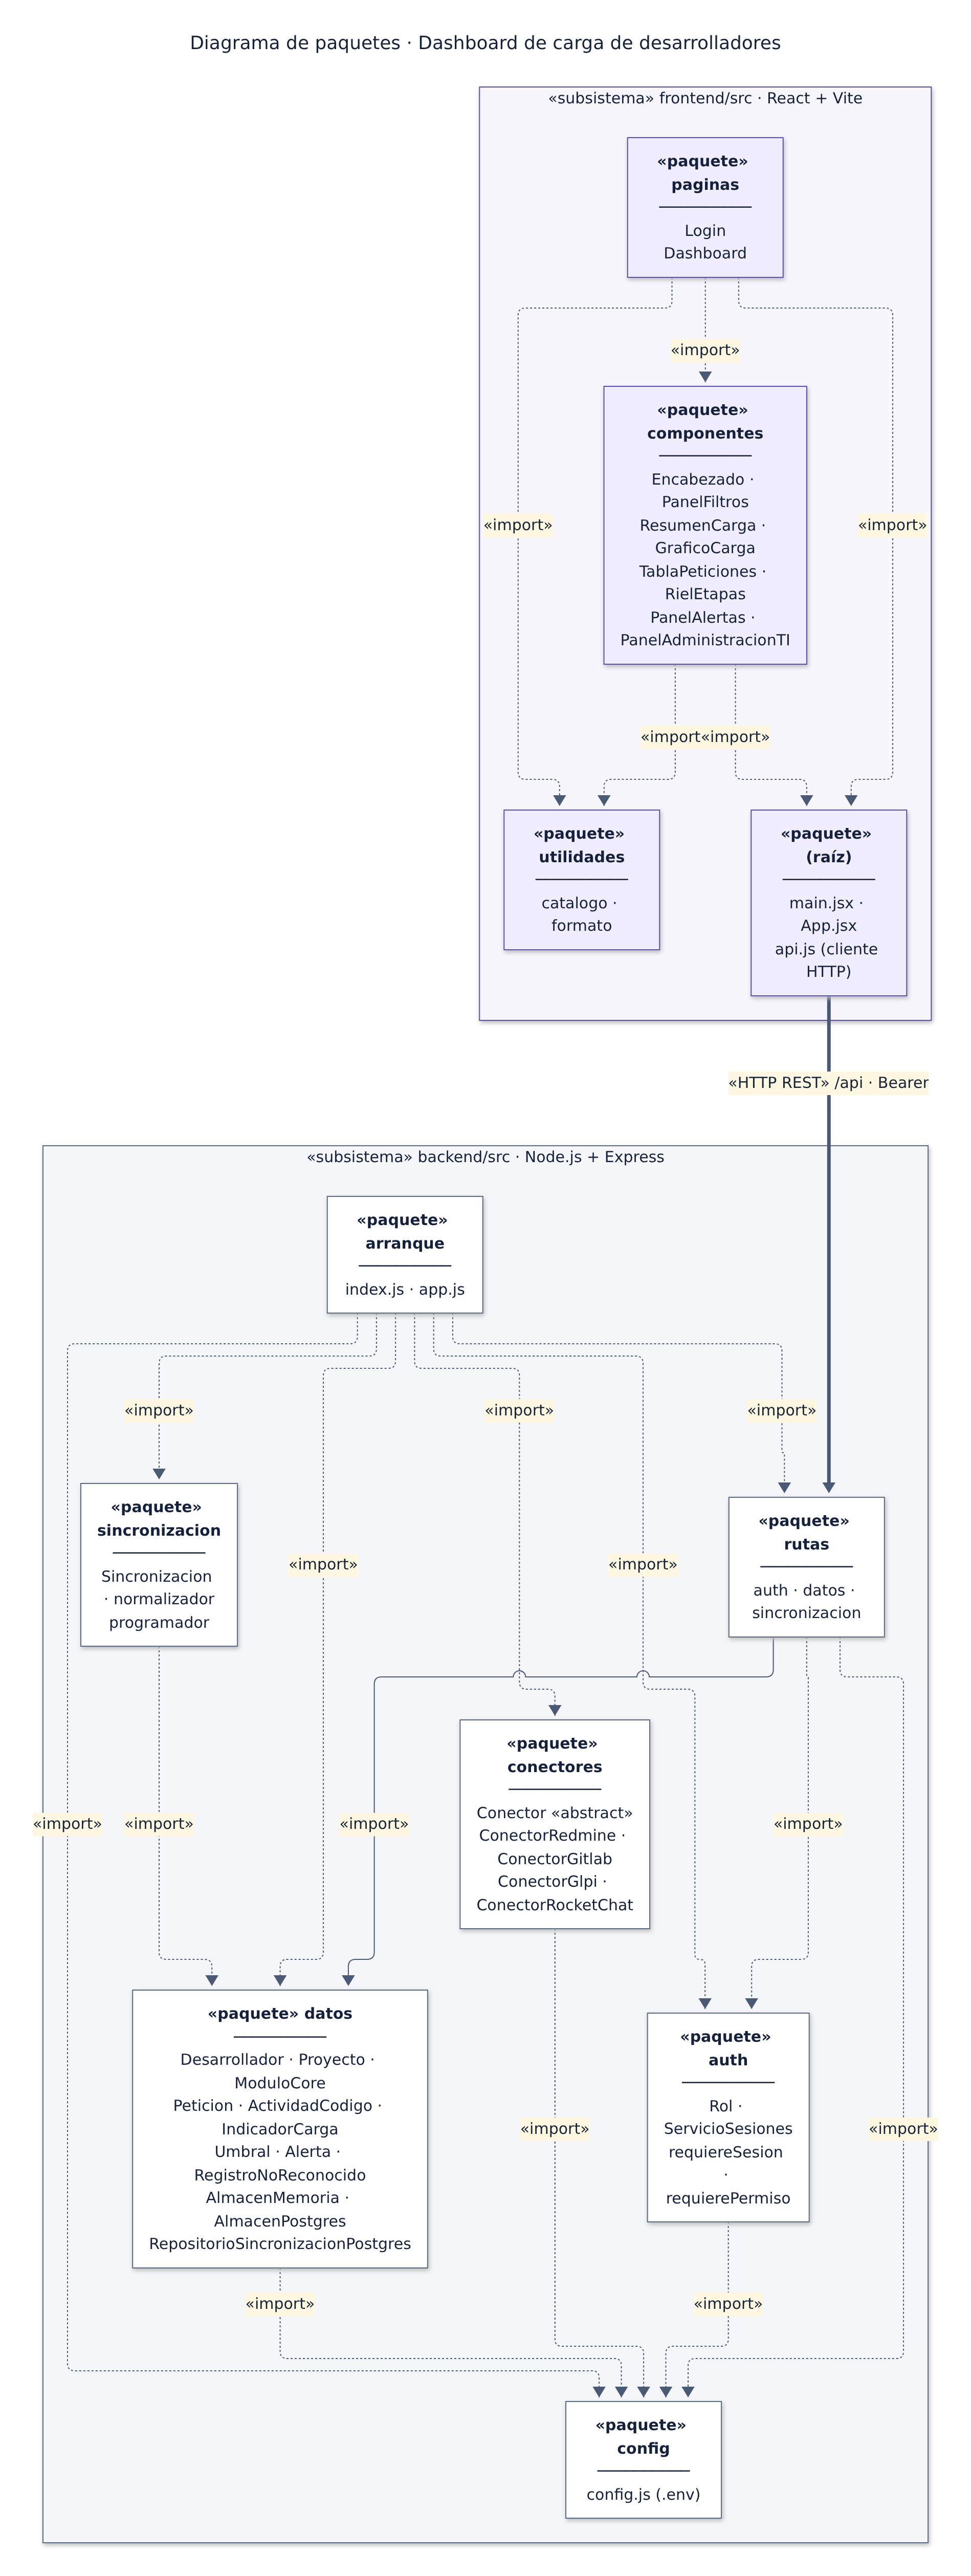 Diagrama de paquetes · Dashboard de carga de desarrolladores
«subsistema» frontend/src · React + Vite
«paquete»
paginas
Login
Dashboard
«import»
«paquete»
componentes
Encabezado ·
PanelFiltros
ResumenCarga ·
GraficoCarga
TablaPeticiones ·
RielEtapas
PanelAlertas ·
PanelAdministracionTI
«import»
«import»
«import«import»
«paquete»
utilidades
catalogo ·
formato
«paquete»
(raíz)
main.jsx ·
App.jsx
api.js (cliente
HTTP)
«HTTP REST» /api · Bearer
«subsistema» backend/src · Node.js + Express
«paquete»
arranque
index.js · app.js
«import»
«import»
«import»
«paquete»
sincronizacion
Sincronizacion
· normalizador
programador
«import»
«import»
«paquete»
rutas
auth · datos ·
sincronizacion
«paquete»
conectores
Conector «abstract»
ConectorRedmine ·
ConectorGitlab
ConectorGlpi ·
ConectorRocketChat
«import»
«import»
«import»
«import»
«paquete» datos
Desarrollador · Proyecto ·
ModuloCore
Peticion · ActividadCodigo ·
IndicadorCarga
Umbral · Alerta ·
RegistroNoReconocido
AlmacenMemoria ·
AlmacenPostgres
RepositorioSincronizacionPostgres
«import»
«paquete»
auth
Rol ·
ServicioSesiones
requiereSesion
·
requierePermiso
«import»
«import»
«import»
«paquete»
config
config.js (.env)